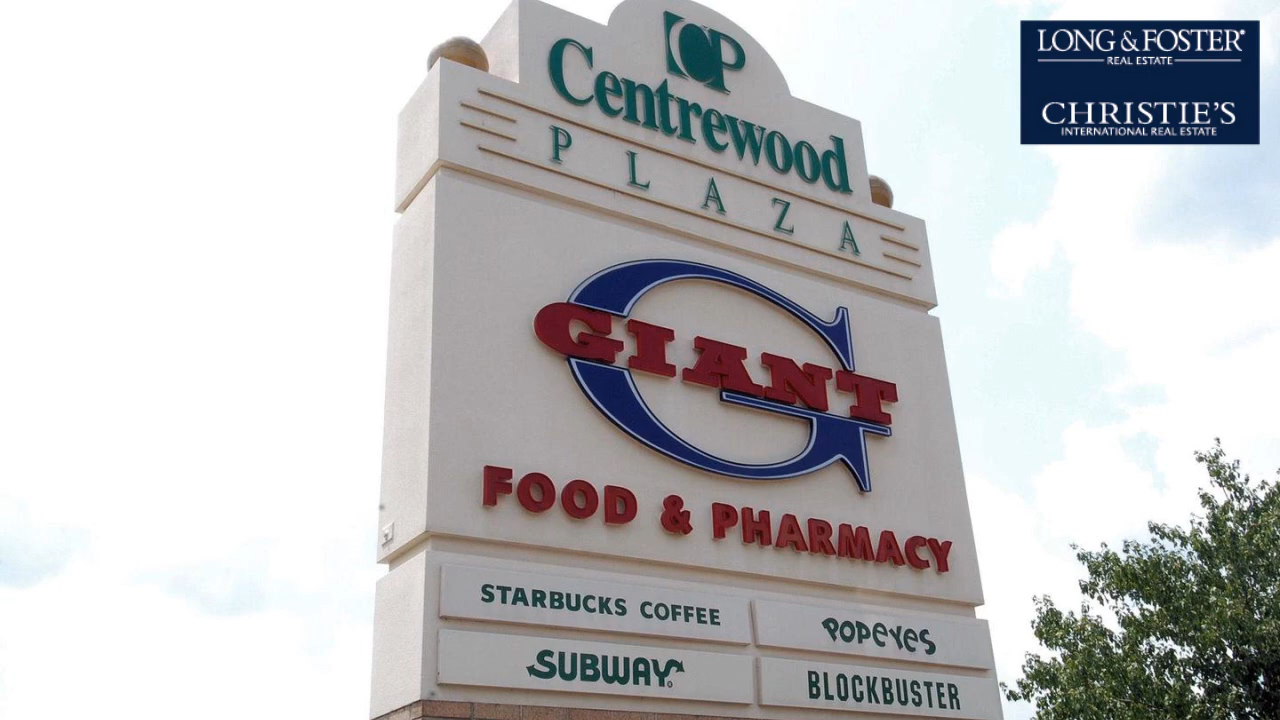 CP
Centrewood
PLAZA
GIANT
FOOD & PHARMACY
STARBUCKS COFFEE
POPEYES
SUBWAY
BLOCKBUSTER
LONG & FOSTER®
REAL ESTATE
CHRISTIE'S
INTERNATIONAL REAL ESTATE